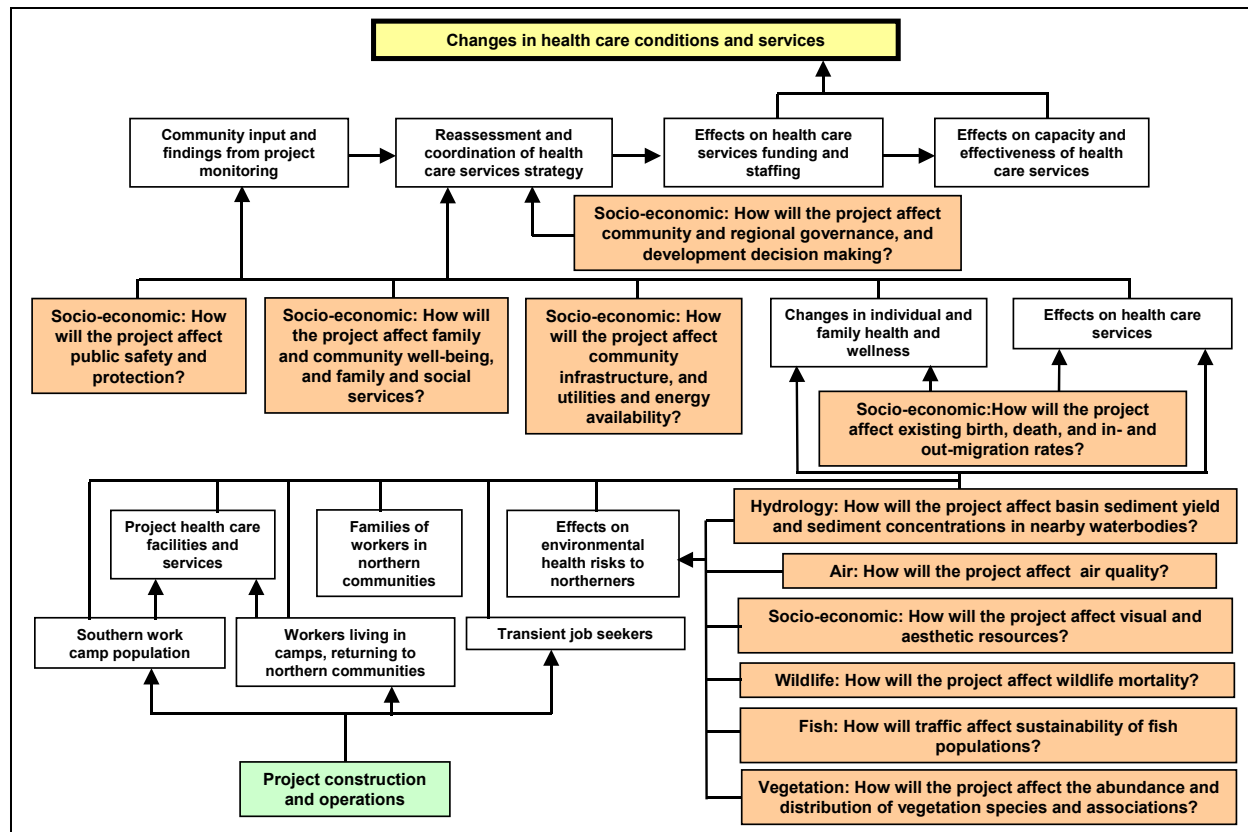 Changes in health care conditions and services
Community input and
findings from project
monitoring
Reassessment and
coordination of health
care services strategy
Effects on health care
services funding and
staffing
Effects on capacity and
effectiveness of health
care services
Socio-economic: How will the project affect
community and regional governance, and
development decision making?
Socio-economic: How
will the project affect
public safety and
protection?
Socio-economic: How will
the project affect family
and community well-being,
and family and social
services?
Socio-economic: How
will the project affect
community
infrastructure, and
utilities and energy
availability?
Changes in individual and
family health and
wellness
Effects on health care
services
Socio-economic:How will the project
affect existing birth, death, and in- and
out-migration rates?
Project health care
facilities and
services
Families of
workers in
northern
communities
Effects on
environmental
health risks to
northerners
Hydrology: How will the project affect basin sediment yield
and sediment concentrations in nearby waterbodies?
Air: How will the project affect  air quality?
Socio-economic: How will the project affect visual and
aesthetic resources?
Wildlife: How will the project affect wildlife mortality?
Fish: How will traffic affect sustainability of fish
populations?
Vegetation: How will the project affect the abundance and
distribution of vegetation species and associations?
Southern work
camp population
Workers living in
camps, returning to
northern communities
Transient job seekers
Project construction
and operations